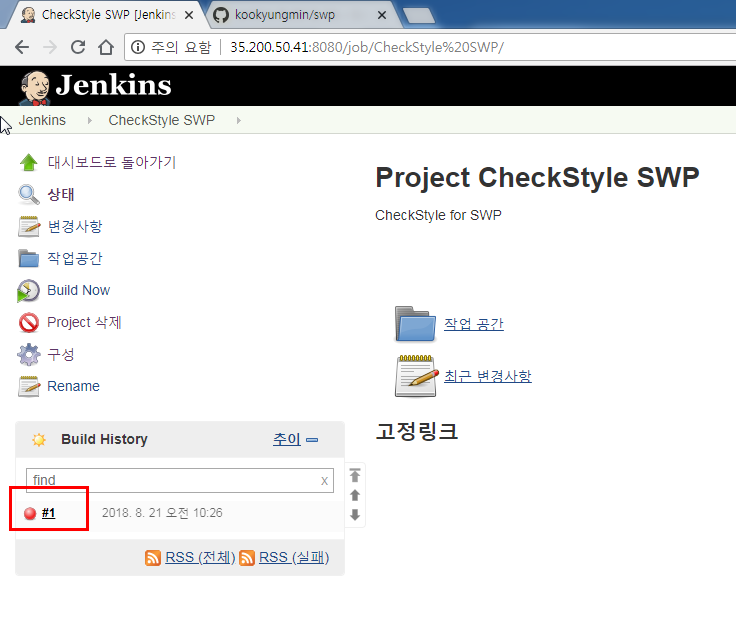 CheckStyle SWP [Jenkins
kookyungmin/swp
주의 요함 35.200.50.41:8080/job/CheckStyle%20SWP/
Jenkins
Jenkins CheckStyle SWP
대시보드로 돌아가기
상태
변경사항
작업공간
Build Now
Project 삭제
구성
Rename
Project CheckStyle SWP
CheckStyle for SWP
작업 공간
최근 변경사항
고정링크
Build History 추이
find x
#1 2018. 8. 21 오전 10:26
RSS (전체) RSS (실패)